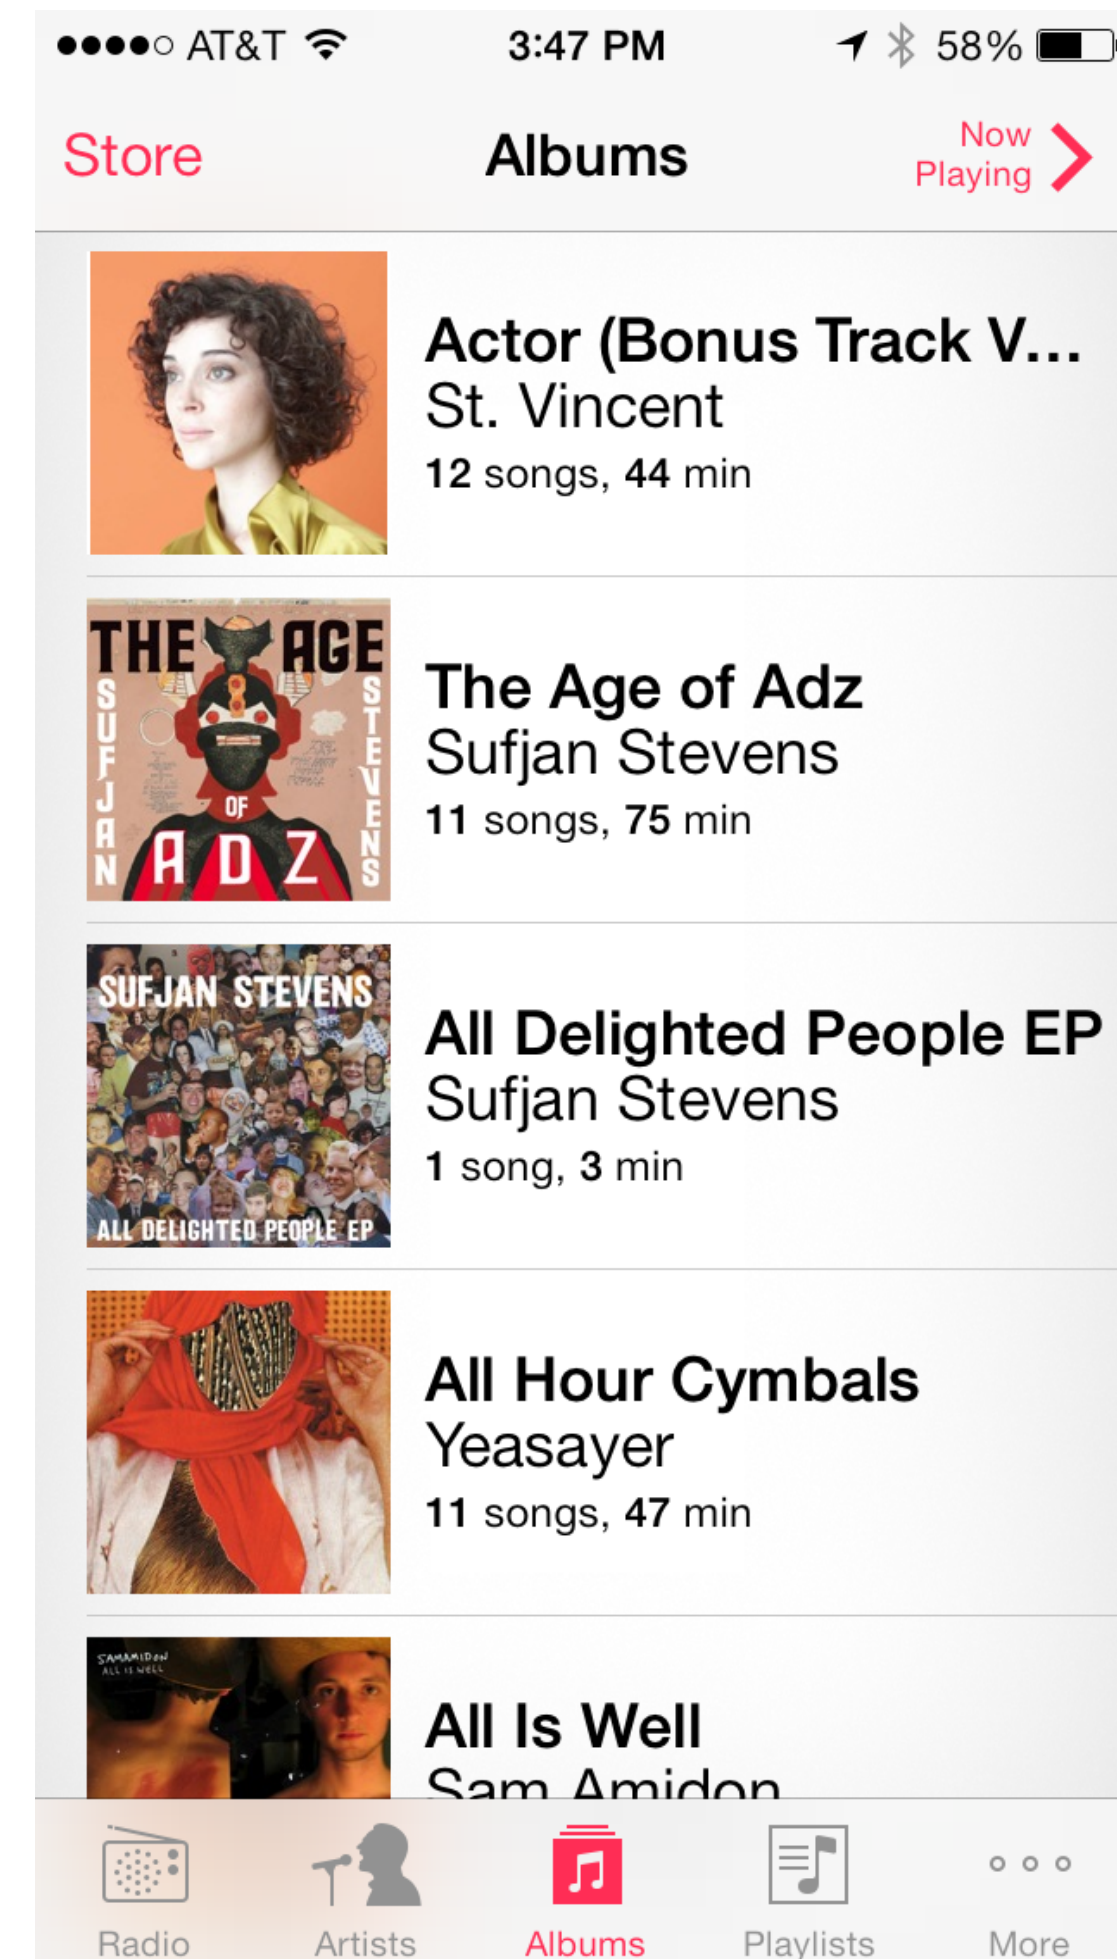 AT&T 3:47 PM 58%
Store Albums Now Playing
Actor (Bonus Track V...
St. Vincent
12 songs, 44 min
THE AGE
SUFJAN
STEVENS
OF
ADZ
The Age of Adz
Sufjan Stevens
11 songs, 75 min
SUFJAN STEVENS
ALL DELIGHTED PEOPLE EP
All Delighted People EP
Sufjan Stevens
1 song, 3 min
All Hour Cymbals
Yeasayer
11 songs, 47 min
SAMAMIDON
ALL IS WELL
All Is Well
Sam Amidon
Radio Artists Albums Playlists More